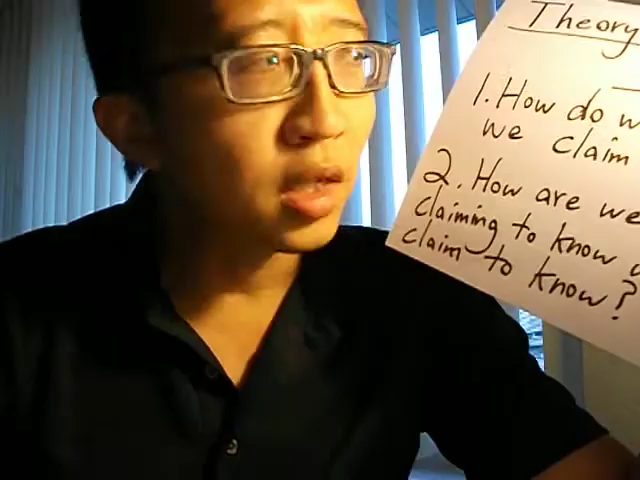 Theory
1. How do w
we claim
2. How are we
claiming to know w
claim to know?